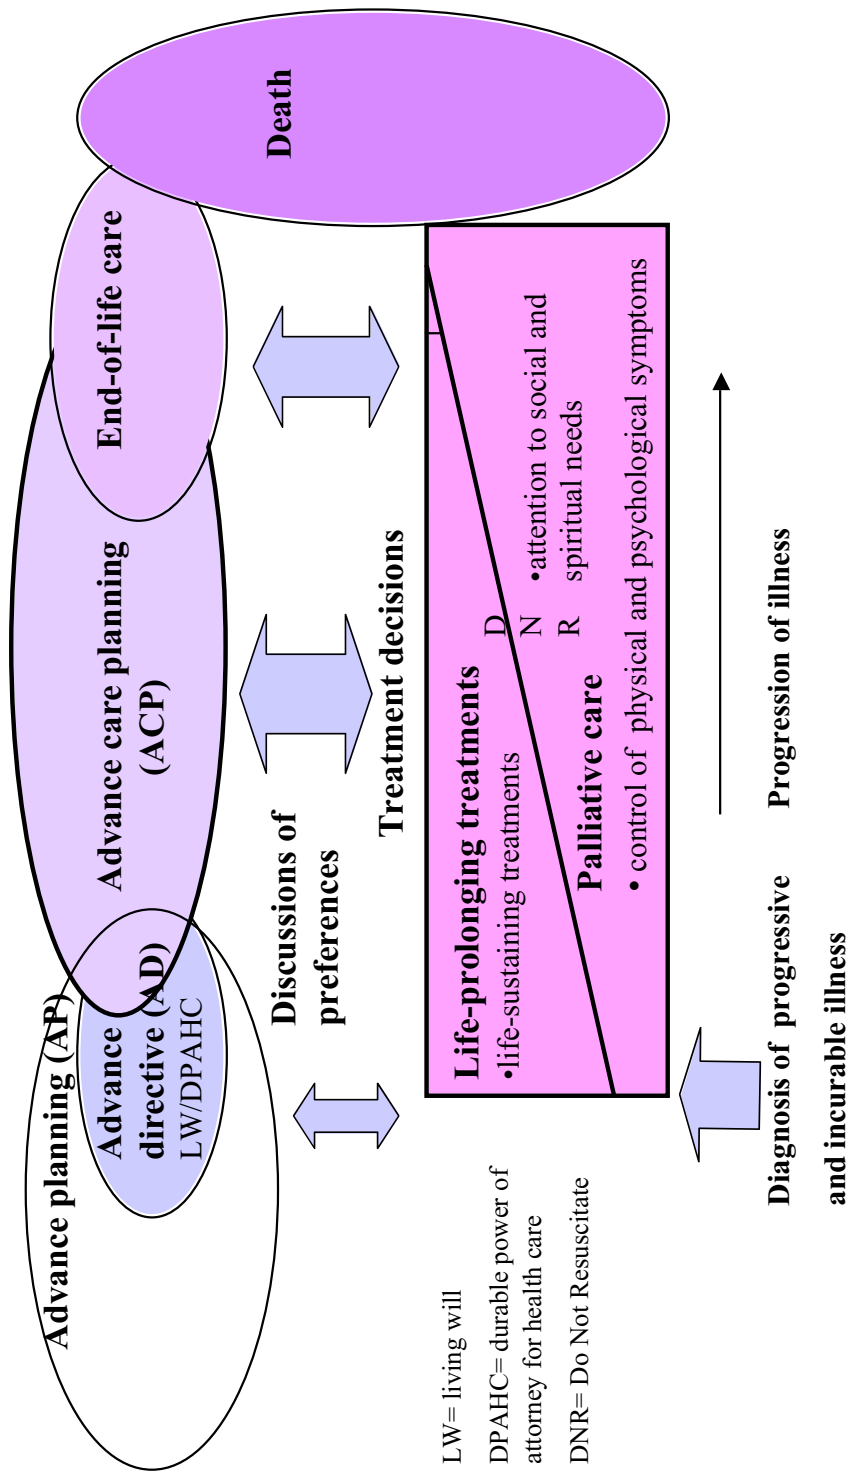 Advance planning (AP)
Advance
directive (AD)
LW/DPAHC
Advance care planning
(ACP)
End-of-life care
Death
Discussions of
preferences
Treatment decisions
Life-prolonging treatments
•life-sustaining treatments
D
N
R
•attention to social and
spiritual needs
Palliative care
• control of physical and psychological symptoms
LW= living will
DPAHC= durable power of
attorney for health care
DNR= Do Not Resuscitate
Diagnosis of progressive
and incurable illness
Progression of illness